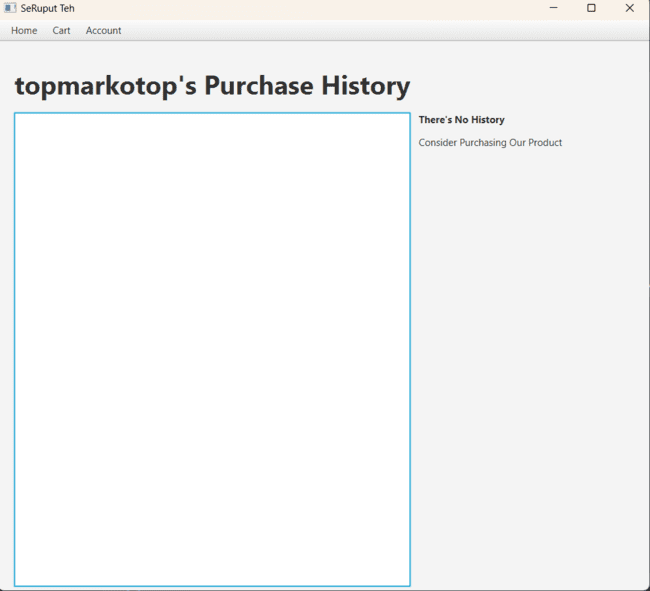 SeRuput Teh
Home Cart Account
topmarkotop's Purchase History
There's No History
Consider Purchasing Our Product